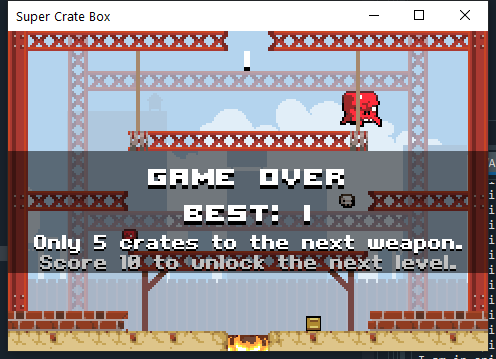 Super Crate Box
1
GAME OVER
BEST: 1
Only 5 crates to the next weapon.
Score 10 to unlock the next level.